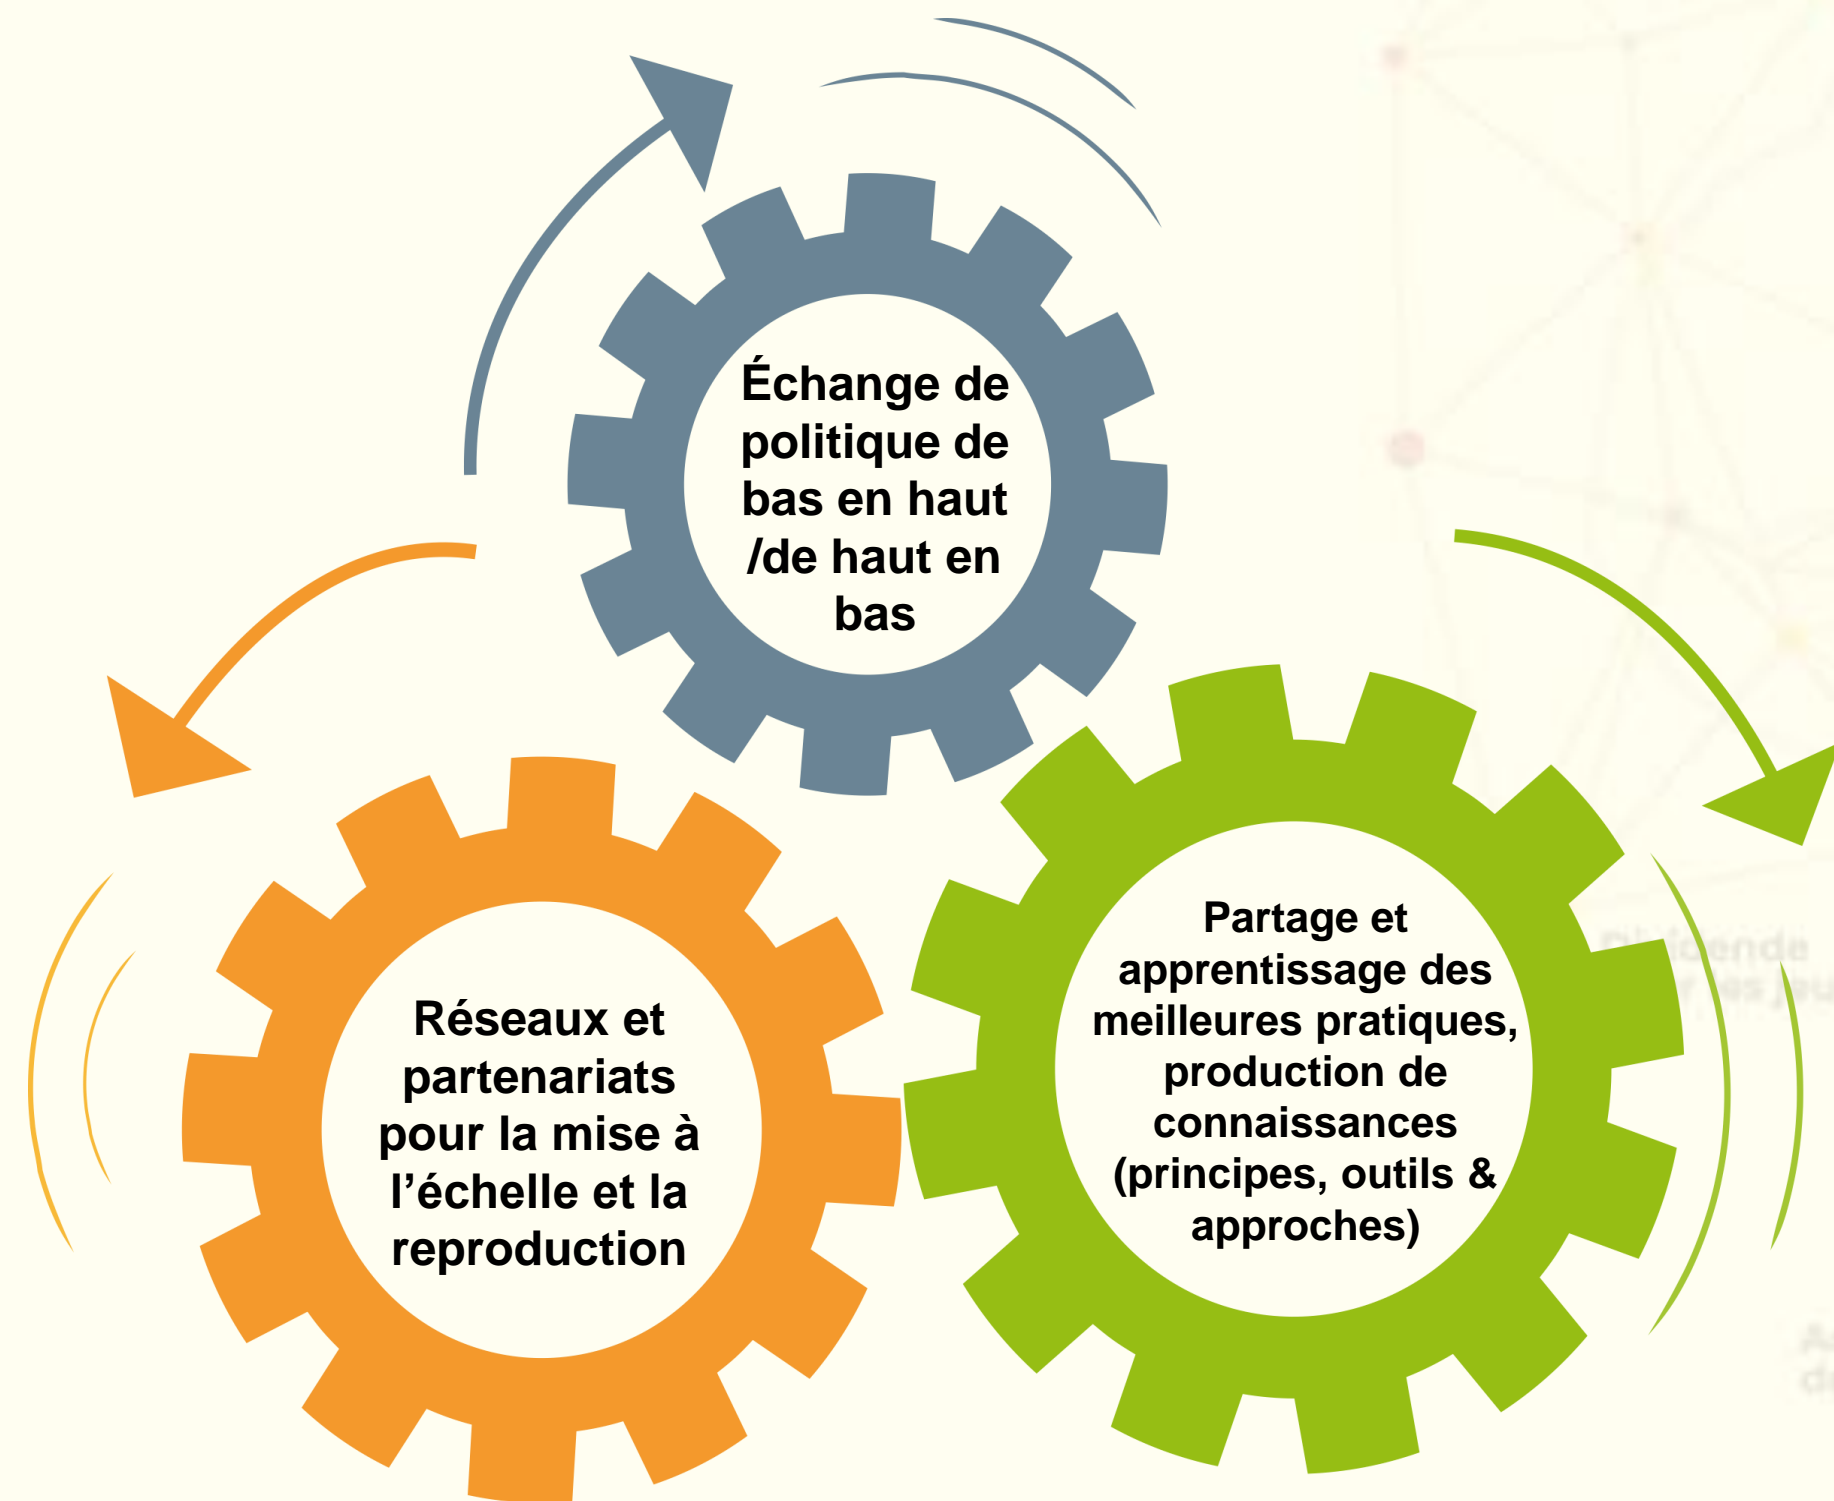 Échange de
politique de
bas en haut
/de haut en
bas
Réseaux et
partenariats
pour la mise à
l’échelle et la
reproduction
Partage et
apprentissage des
meilleures pratiques,
production de
connaissances
(principes, outils &
approches)